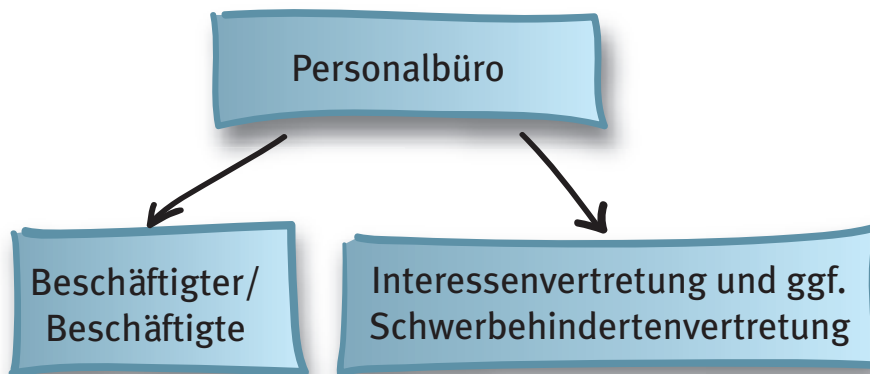 Personalbüro
Beschäftigter/
Beschäftigte
Interessenvertretung und ggf.
Schwerbehindertenvertretung